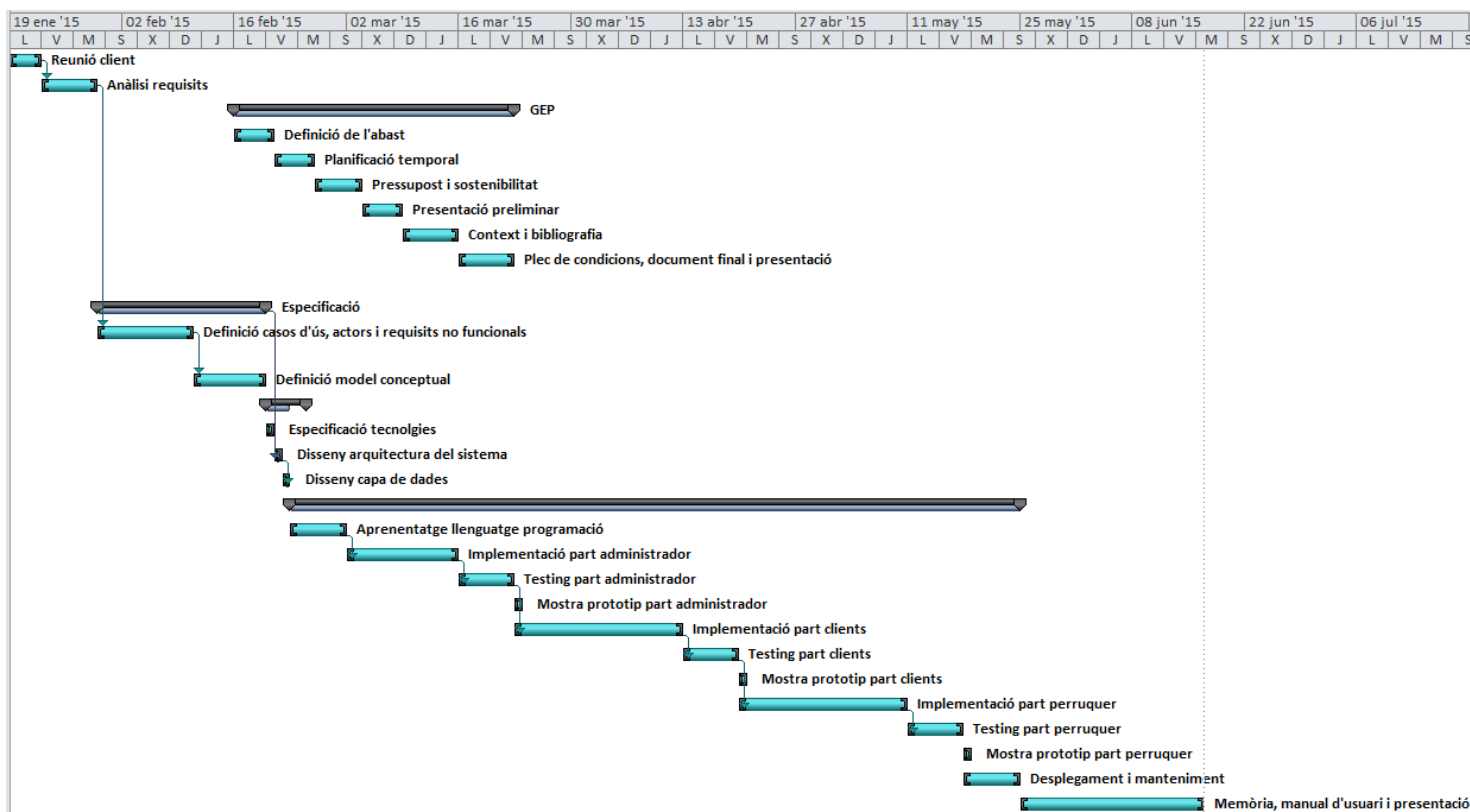 19 ene '15 02 feb '15 16 feb '15 02 mar '15 16 mar '15 30 mar '15 13 abr '15 27 abr '15 11 may '15 25 may '15 08 jun '15 22 jun '15 06 jul '15
L V M S X D J L V M S X D J L V M S X D J L V M S X D J L V M S X D J L V M S X D J L V M S
Reunió client
Anàlisi requisits
GEP
Definició de l'abast
Planificació temporal
Pressupost i sostenibilitat
Presentació preliminar
Context i bibliografia
Plec de condicions, document final i presentació
Especificació
Definició casos d'ús, actors i requisits no funcionals
Definició model conceptual
Especificació tecnolgies
Disseny arquitectura del sistema
Disseny capa de dades
Aprenentatge llenguatge programació
Implementació part administrador
Testing part administrador
Mostra prototip part administrador
Implementació part clients
Testing part clients
Mostra prototip part clients
Implementació part perruquer
Testing part perruquer
Mostra prototip part perruquer
Desplegament i manteniment
Memòria, manual d'usuari i presentació